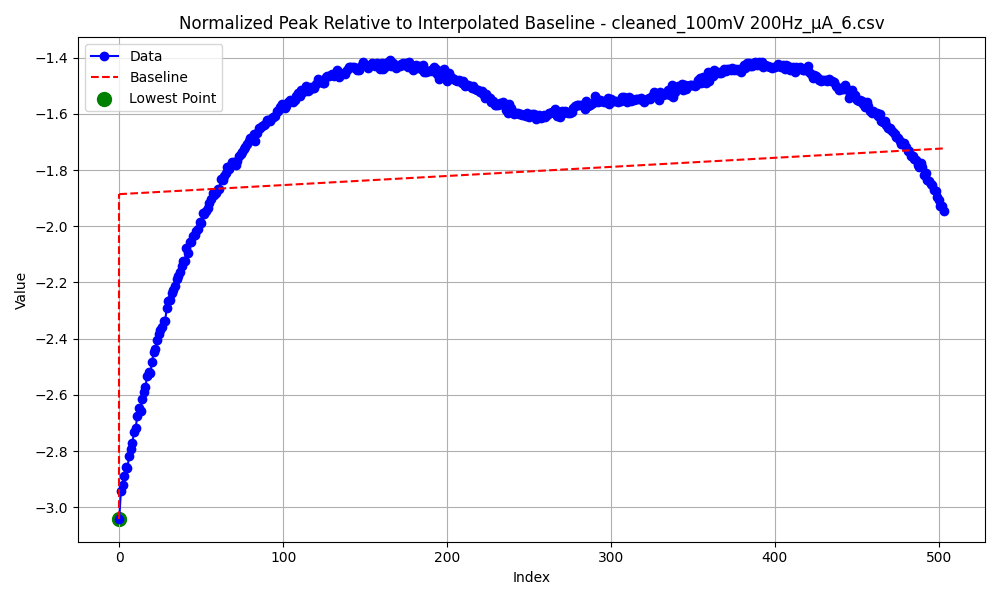 Normalized Peak Relative to Interpolated Baseline - cleaned_100mV 200Hz_µA_6.csv
Data
Baseline
Lowest Point
Value
−1.4
−1.6
−1.8
−2.0
−2.2
−2.4
−2.6
−2.8
−3.0
0
100
200
300
400
500
Index